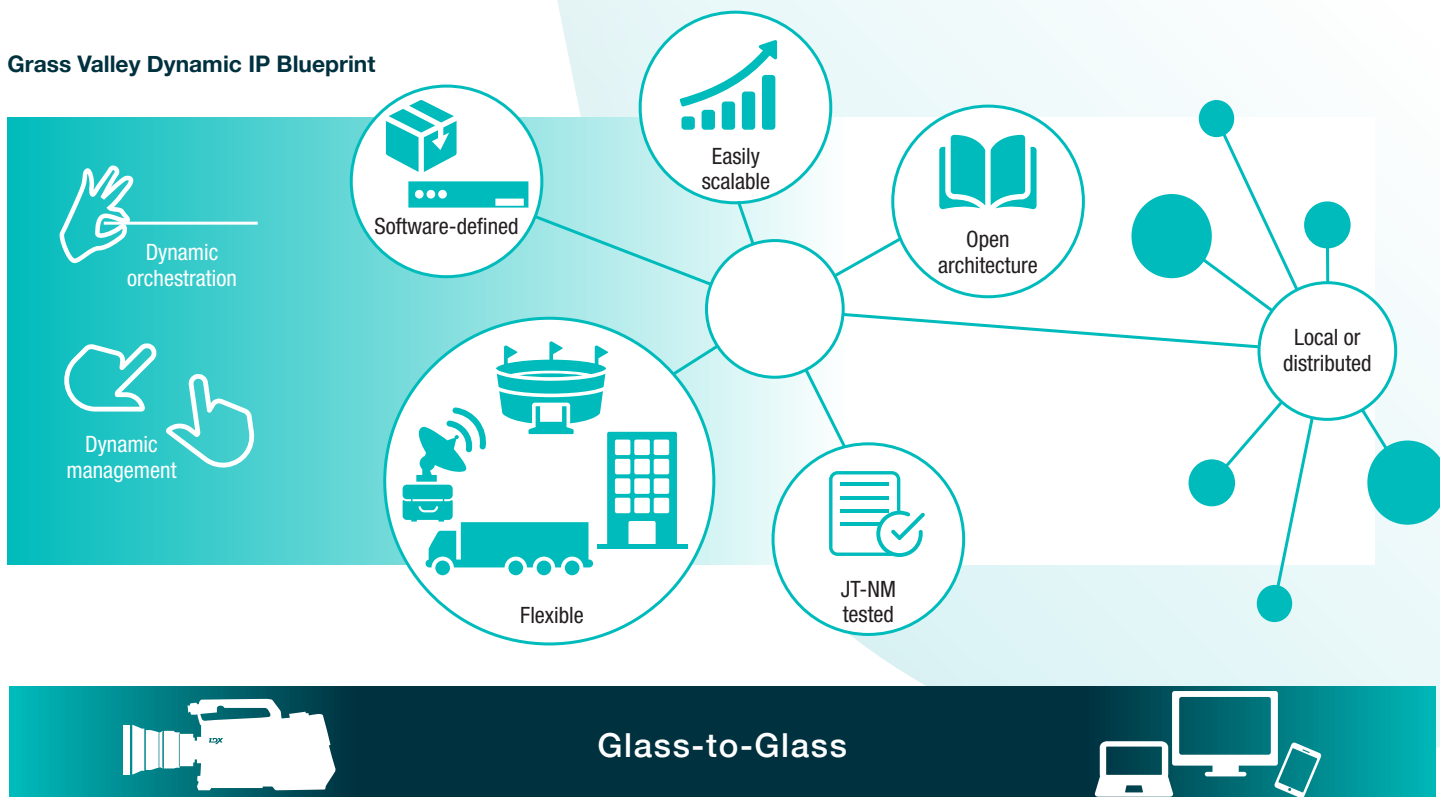 Grass Valley Dynamic IP Blueprint
Dynamic
orchestration
Dynamic
management
Software-defined
Easily
scalable
Open
architecture
Local or
distributed
Flexible
JT-NM
tested
LDX
Glass-to-Glass